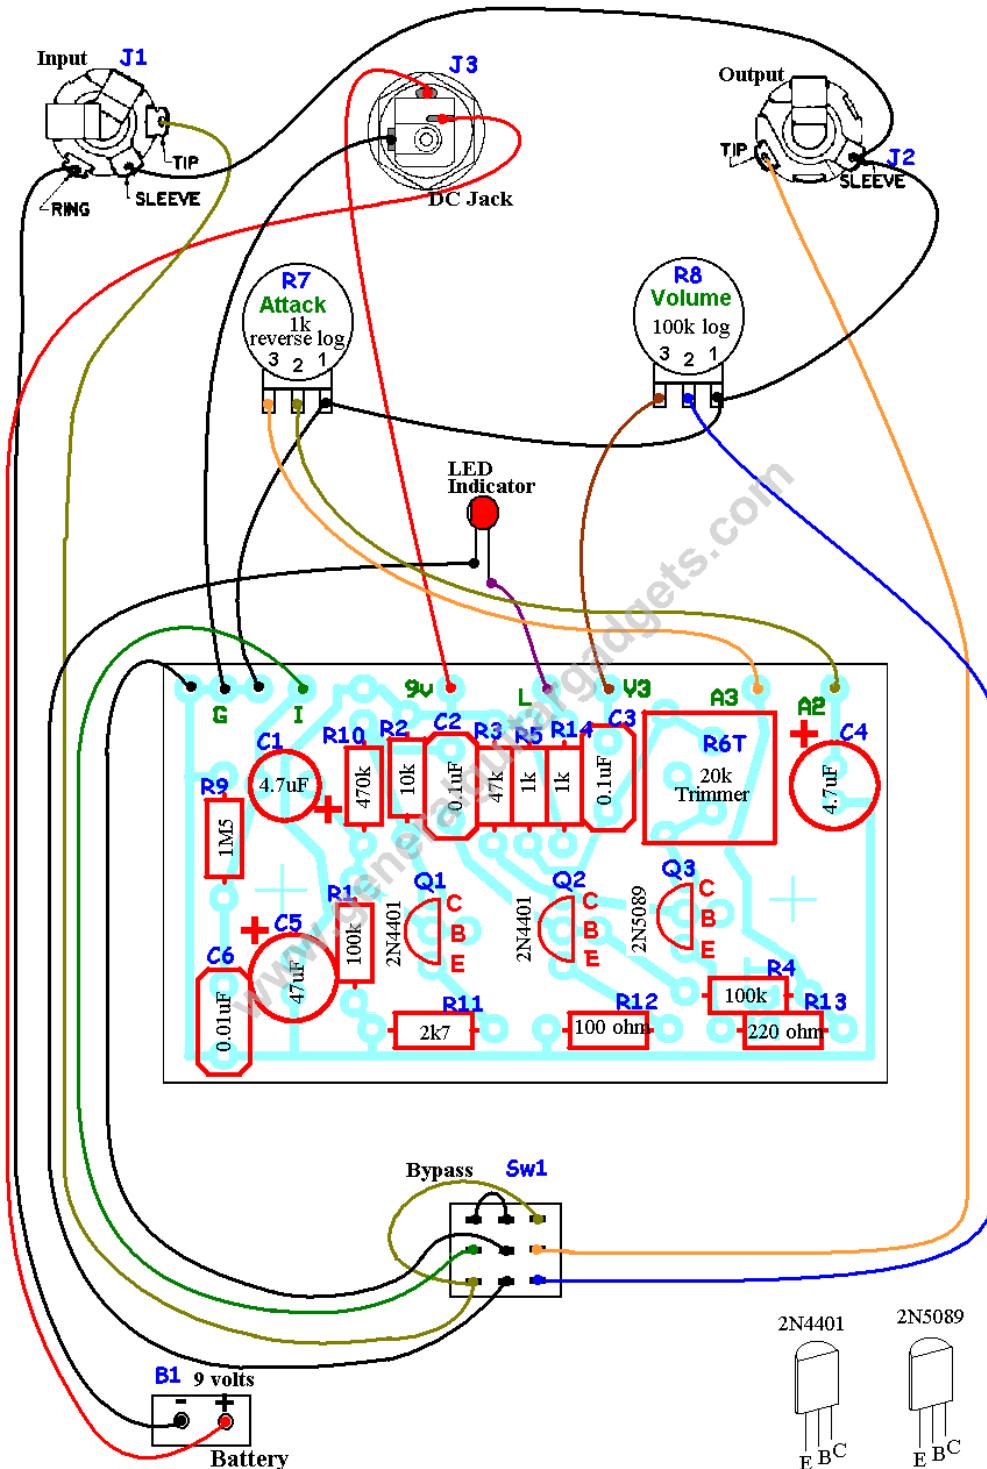 Input J1
TIP
SLEEVE
RING
J3
DC Jack
Output
TIP
J2
SLEEVE
R7
Attack
1k
reverse log
3 2 1
R8
Volume
100k log
3 2 1
LED
Indicator
G I 9v L V3 A3 A2
C1
4.7uF
+
R10
470k
R2
10k
C2
0.1uF
R3
47k
R5
1k
R14
1k
C3
0.1uF
R6T
20k
Trimmer
+
C4
4.7uF
R9
1M5
R1
100k
Q1
2N4401
C
B
E
Q2
2N4401
C
B
E
Q3
2N5089
C
B
E
+
C5
47uF
C6
0.01uF
R11
2k7
R12
100 ohm
R4
100k
R13
220 ohm
www.generalguitargadgets.com
Bypass Sw1
B1 9 volts
- +
Battery
2N4401
E B C
2N5089
E B C